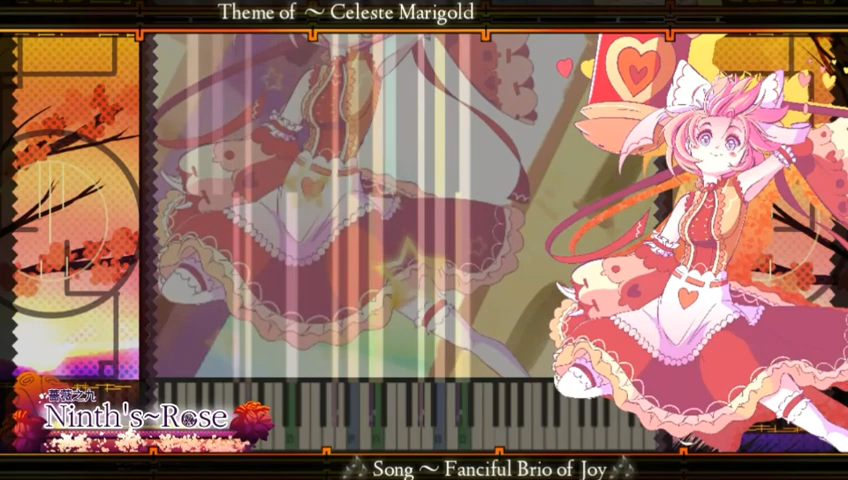 Theme of ～ Celeste Marigold
薔薇之九
Ninth's~Rose
Song ～ Fanciful Brio of Joy